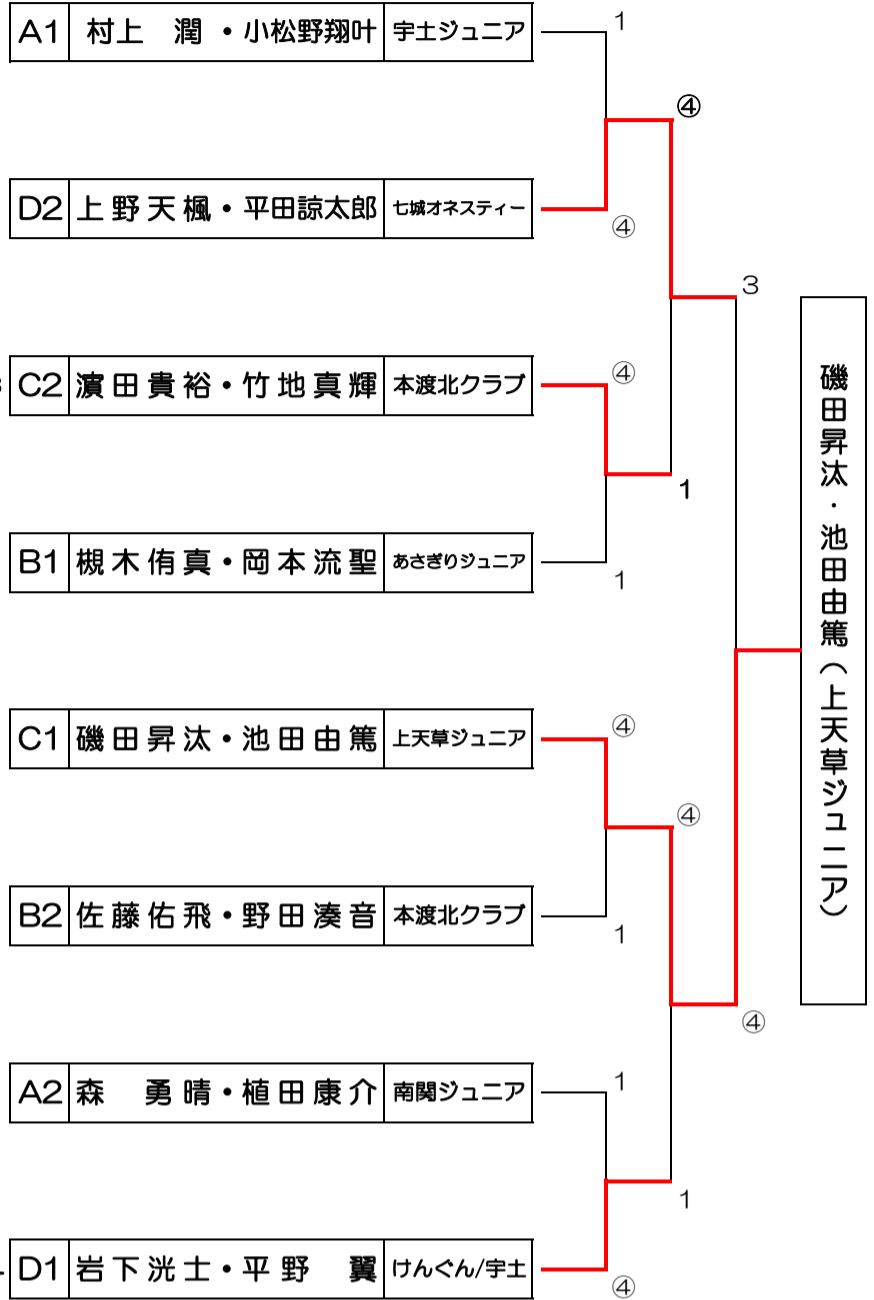 A1 村上　潤・小松野翔叶 宇土ジュニア
1
④
D2 上野天楓・平田諒太郎 七城オネスティー
④
3
C2 濵田貴裕・竹地真輝 本渡北クラブ
④
1
B1 槻木侑真・岡本流聖 あさぎりジュニア
1
磯田昇汰・池田由篤（上天草ジュニア）
C1 磯田昇汰・池田由篤 上天草ジュニア
④
④
B2 佐藤佑飛・野田湊音 本渡北クラブ
1
④
A2 森　勇晴・植田康介 南関ジュニア
1
1
D1 岩下洸士・平野　翼 けんぐん/宇土
④